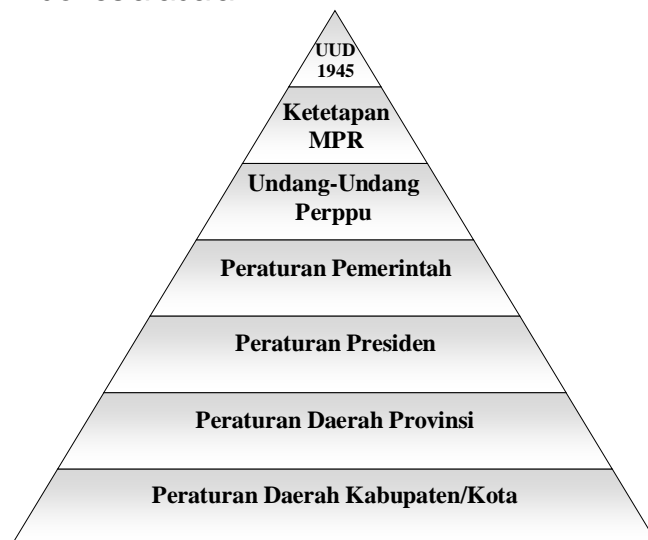 UUD
1945
Ketetapan
MPR
Undang-Undang
Perppu
Peraturan Pemerintah
Peraturan Presiden
Peraturan Daerah Provinsi
Peraturan Daerah Kabupaten/Kota